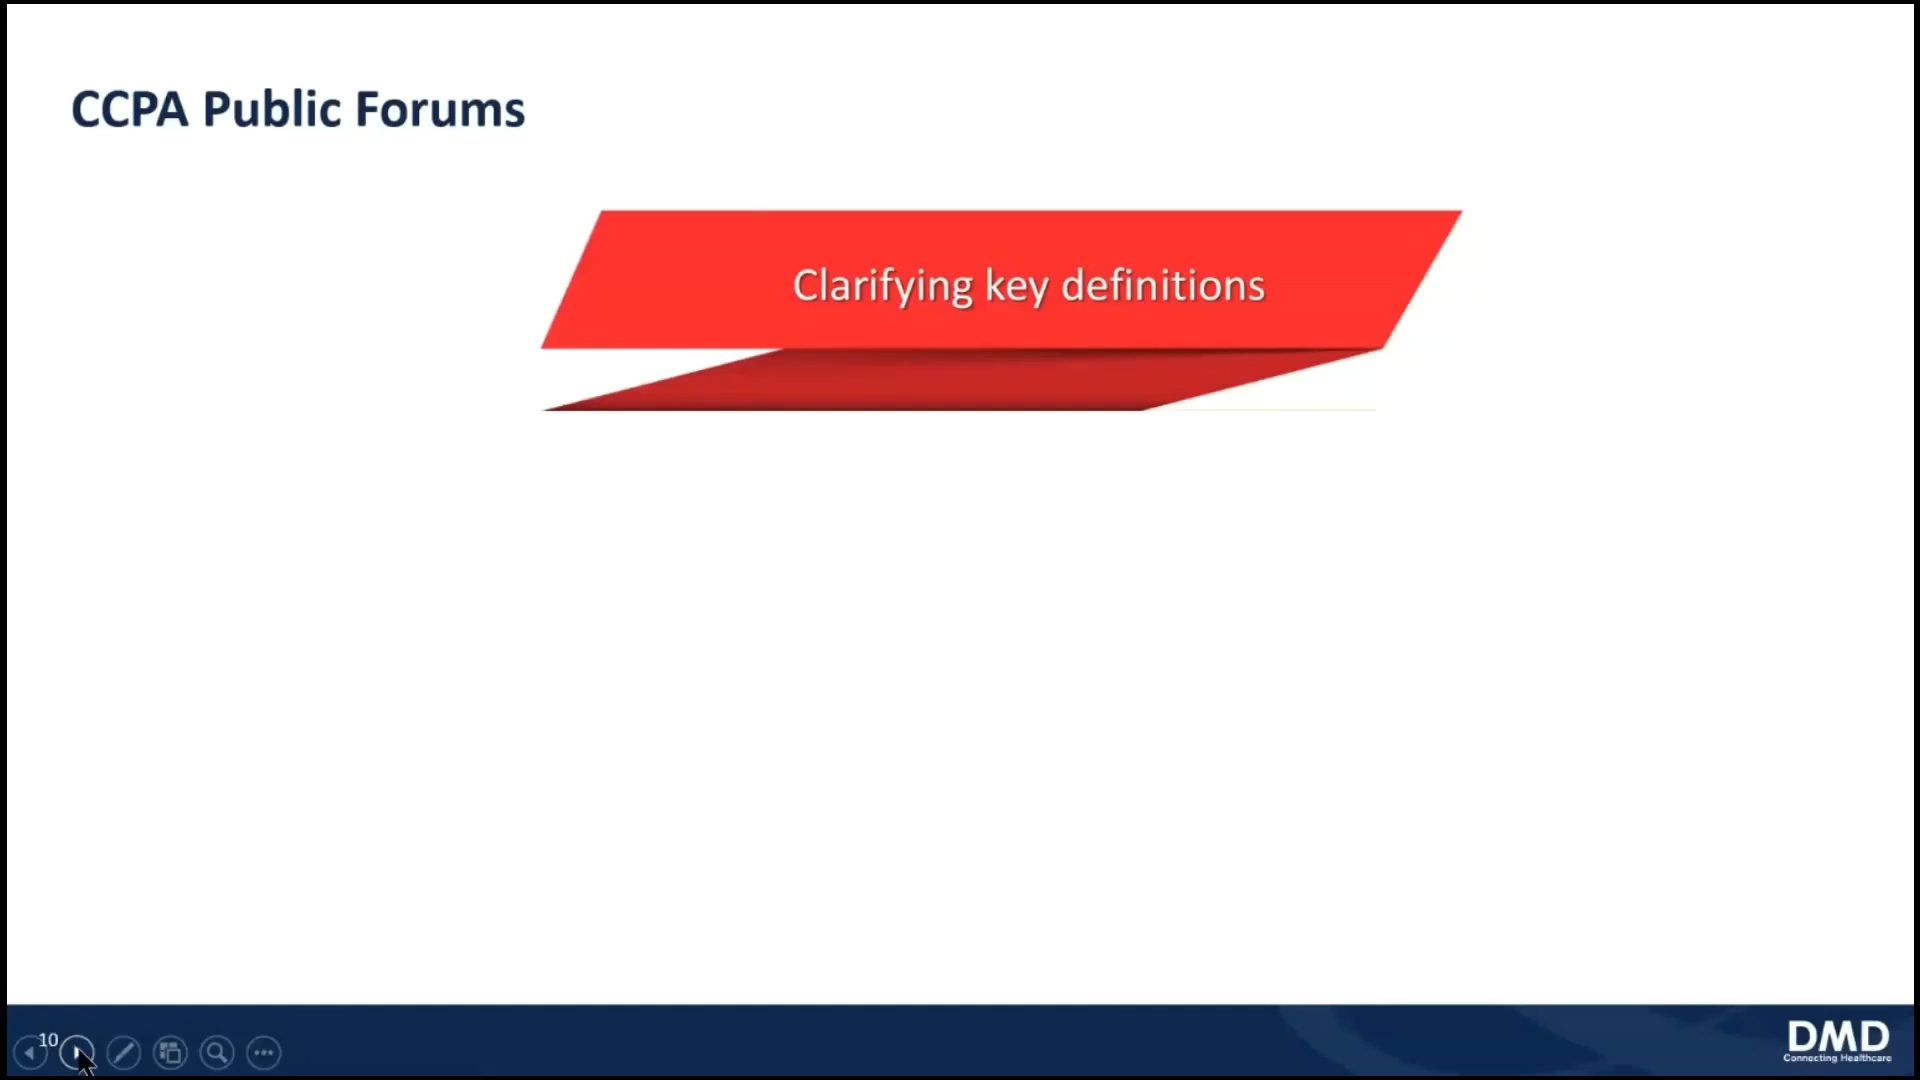 CCPA Public Forums
Clarifying key definitions
10
DMD
Connecting Healthcare